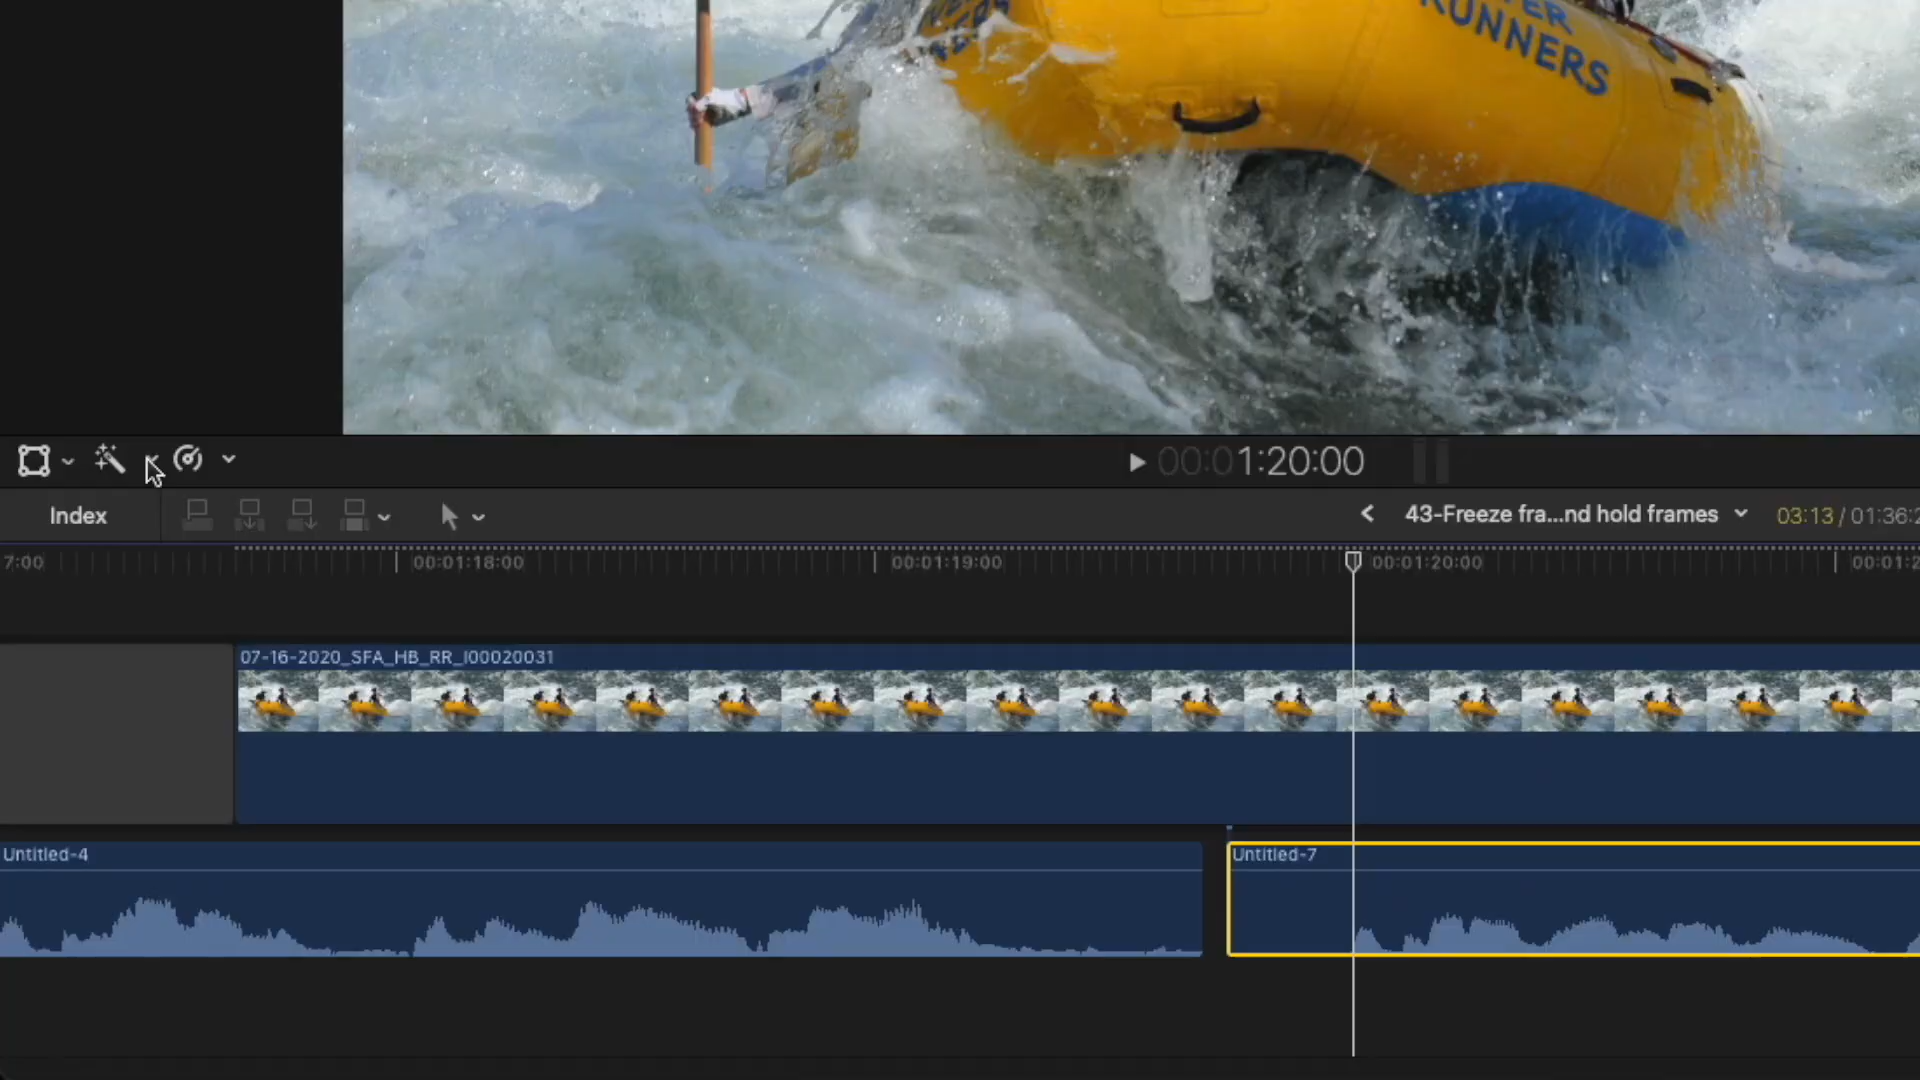 VER
RUNNERS
00:01:20:00
Index
43-Freeze fra...nd hold frames
03:13 / 01:36:2
7:00
00:01:18:00
00:01:19:00
00:01:20:00
00:01:2
07-16-2020_SFA_HB_RR_I00020031
Untitled-4
Untitled-7